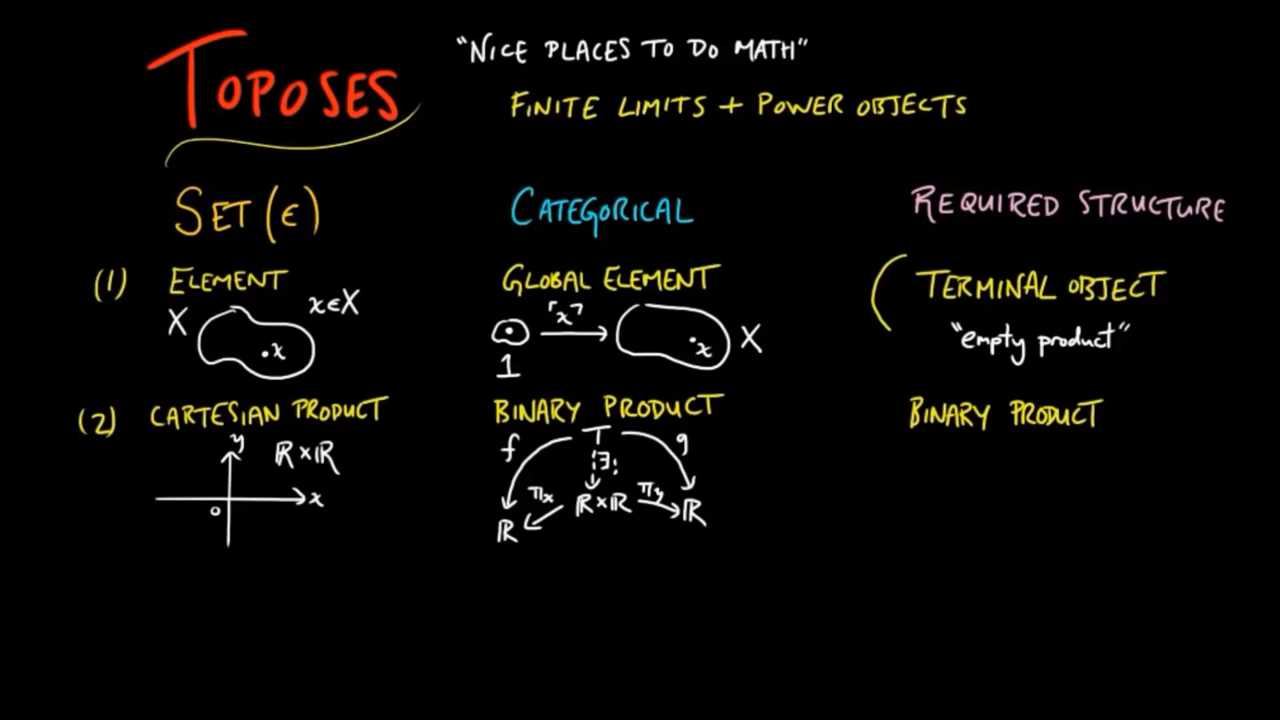 TOPOSES
"NICE PLACES TO DO MATH"
FINITE LIMITS + POWER OBJECTS
SET(ϵ)
CATEGORICAL
REQUIRED STRUCTURE
(1) ELEMENT
GLOBAL ELEMENT
TERMINAL OBJECT
X
x∈X
x
⌜x⌝
1
x
X
"empty product"
(2) CARTESIAN PRODUCT
BINARY PRODUCT
BINARY PRODUCT
y
ℝ×ℝ
x
0
T
f
g
∃!
πx
πy
ℝ
ℝ×ℝ
ℝ